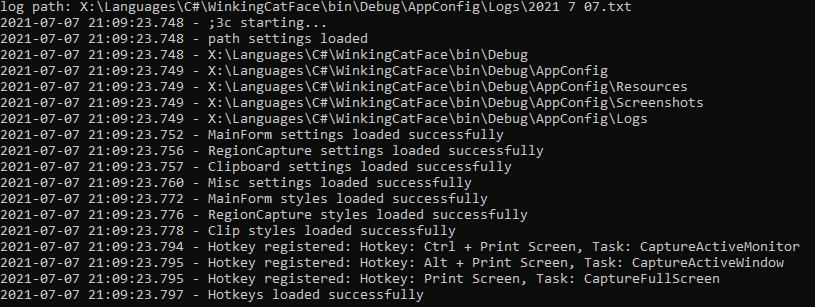 log path: X:\Languages\C#\WinkingCatFace\bin\Debug\AppConfig\Logs\2021 7 07.txt
2021-07-07 21:09:23.748 - ;3c starting...
2021-07-07 21:09:23.748 - path settings loaded
2021-07-07 21:09:23.748 - X:\Languages\C#\WinkingCatFace\bin\Debug
2021-07-07 21:09:23.749 - X:\Languages\C#\WinkingCatFace\bin\Debug\AppConfig
2021-07-07 21:09:23.749 - X:\Languages\C#\WinkingCatFace\bin\Debug\AppConfig\Resources
2021-07-07 21:09:23.749 - X:\Languages\C#\WinkingCatFace\bin\Debug\AppConfig\Screenshots
2021-07-07 21:09:23.749 - X:\Languages\C#\WinkingCatFace\bin\Debug\AppConfig\Logs
2021-07-07 21:09:23.752 - MainForm settings loaded successfully
2021-07-07 21:09:23.756 - RegionCapture settings loaded successfully
2021-07-07 21:09:23.757 - Clipboard settings loaded successfully
2021-07-07 21:09:23.760 - Misc settings loaded successfully
2021-07-07 21:09:23.772 - MainForm styles loaded successfully
2021-07-07 21:09:23.776 - RegionCapture styles loaded successfully
2021-07-07 21:09:23.778 - Clip styles loaded successfully
2021-07-07 21:09:23.794 - Hotkey registered: Hotkey: Ctrl + Print Screen, Task: CaptureActiveMonitor
2021-07-07 21:09:23.795 - Hotkey registered: Hotkey: Alt + Print Screen, Task: CaptureActiveWindow
2021-07-07 21:09:23.795 - Hotkey registered: Hotkey: Print Screen, Task: CaptureFullScreen
2021-07-07 21:09:23.797 - Hotkeys loaded successfully